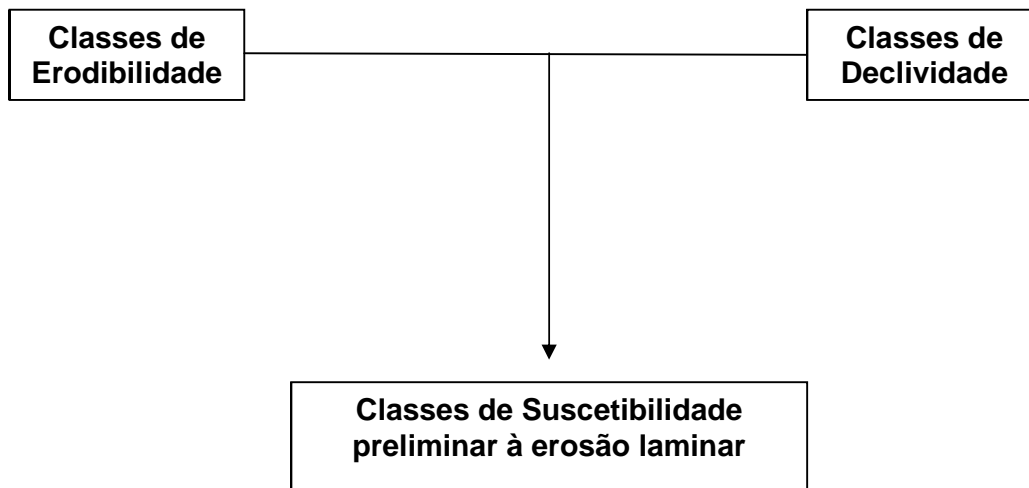 Classes de
Erodibilidade
Classes de
Declividade
Classes de Suscetibilidade
preliminar à erosão laminar